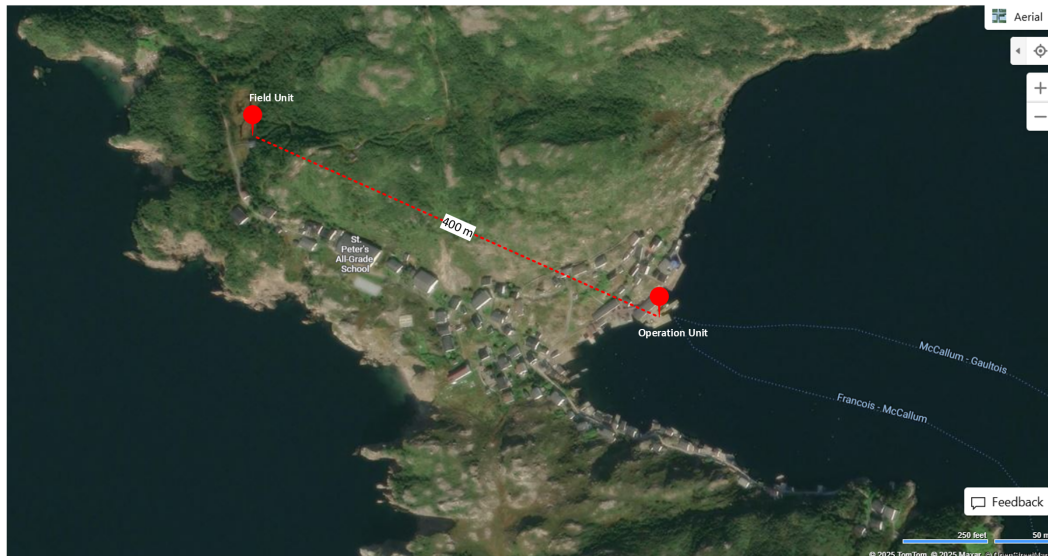 Aerial
Field Unit
400 m
St.
Peter's
All-Grade
School
Operation Unit
McCallum - Gaultois
Francois - McCallum
Feedback
250 feet
50 m
© 2025 TomTom, © 2025 Maxar,